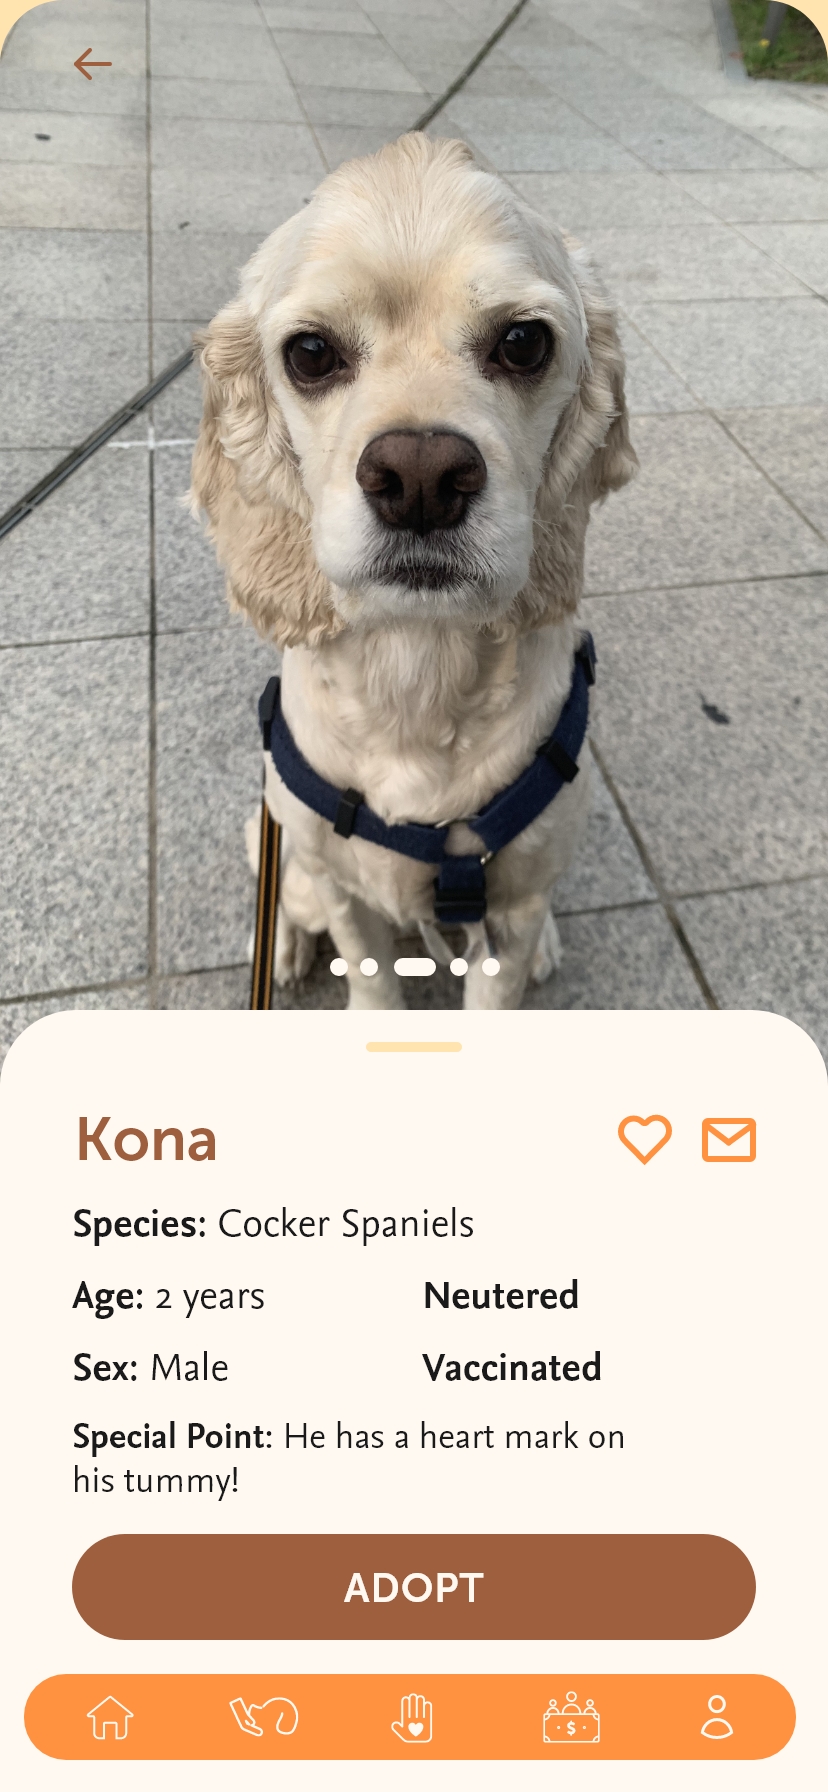 Kona
Species: Cocker Spaniels
Age: 2 years
Neutered
Sex: Male
Vaccinated
Special Point: He has a heart mark on
his tummy!
ADOPT
$